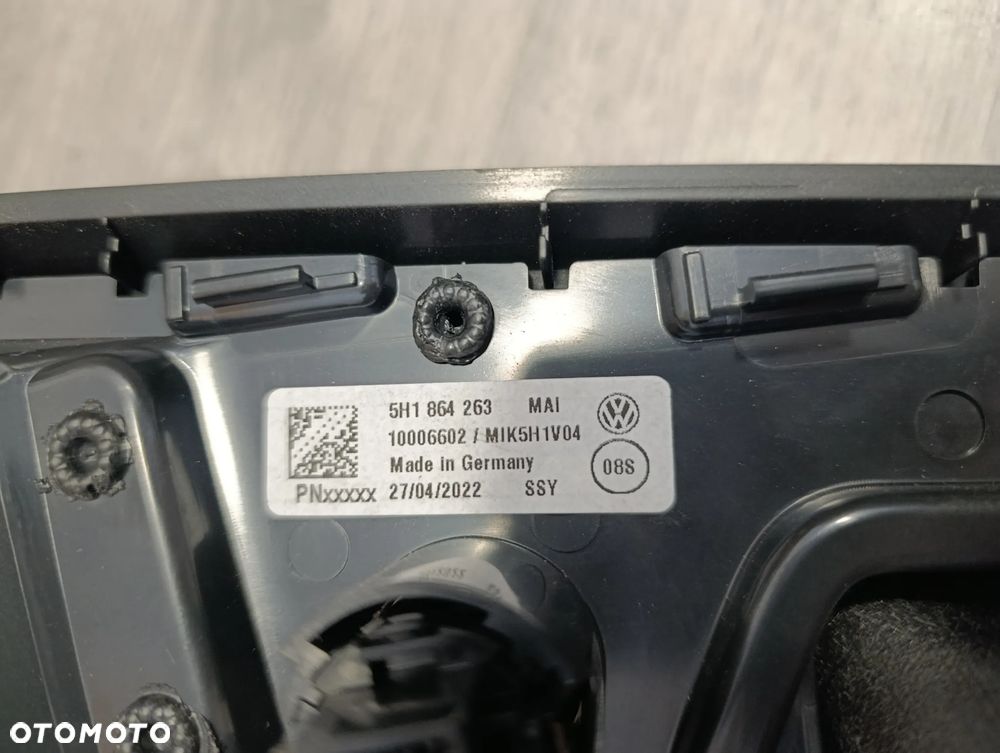 5H1 864 263 MAI
10006602 / MIK5H1V04
Made in Germany 08S
PNxxxxx 27/04/2022 SSY
OTOMOTO